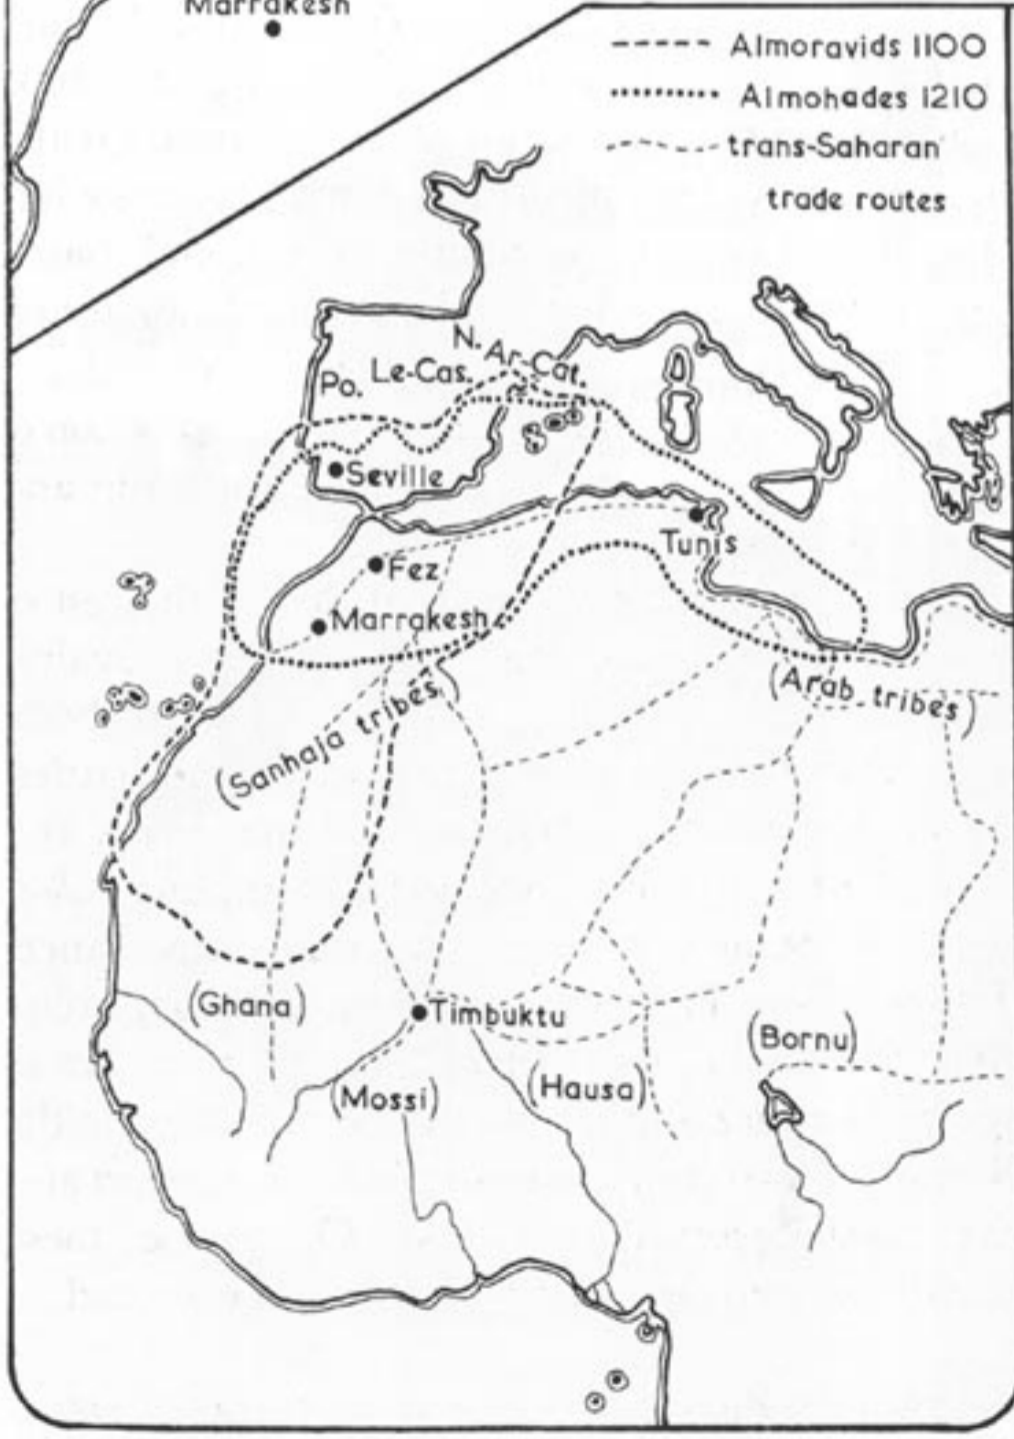 Marrakesh
Almoravids 1100
Almohades 1210
trans-Saharan
trade routes
N. Ar-Cat.
Le-Cas.
Po.
Seville
Tunis
Fez
Marrakesh
(Arab tribes)
(Sanhaja tribes)
(Ghana)
Timbuktu
(Bornu)
(Mossi)
(Hausa)